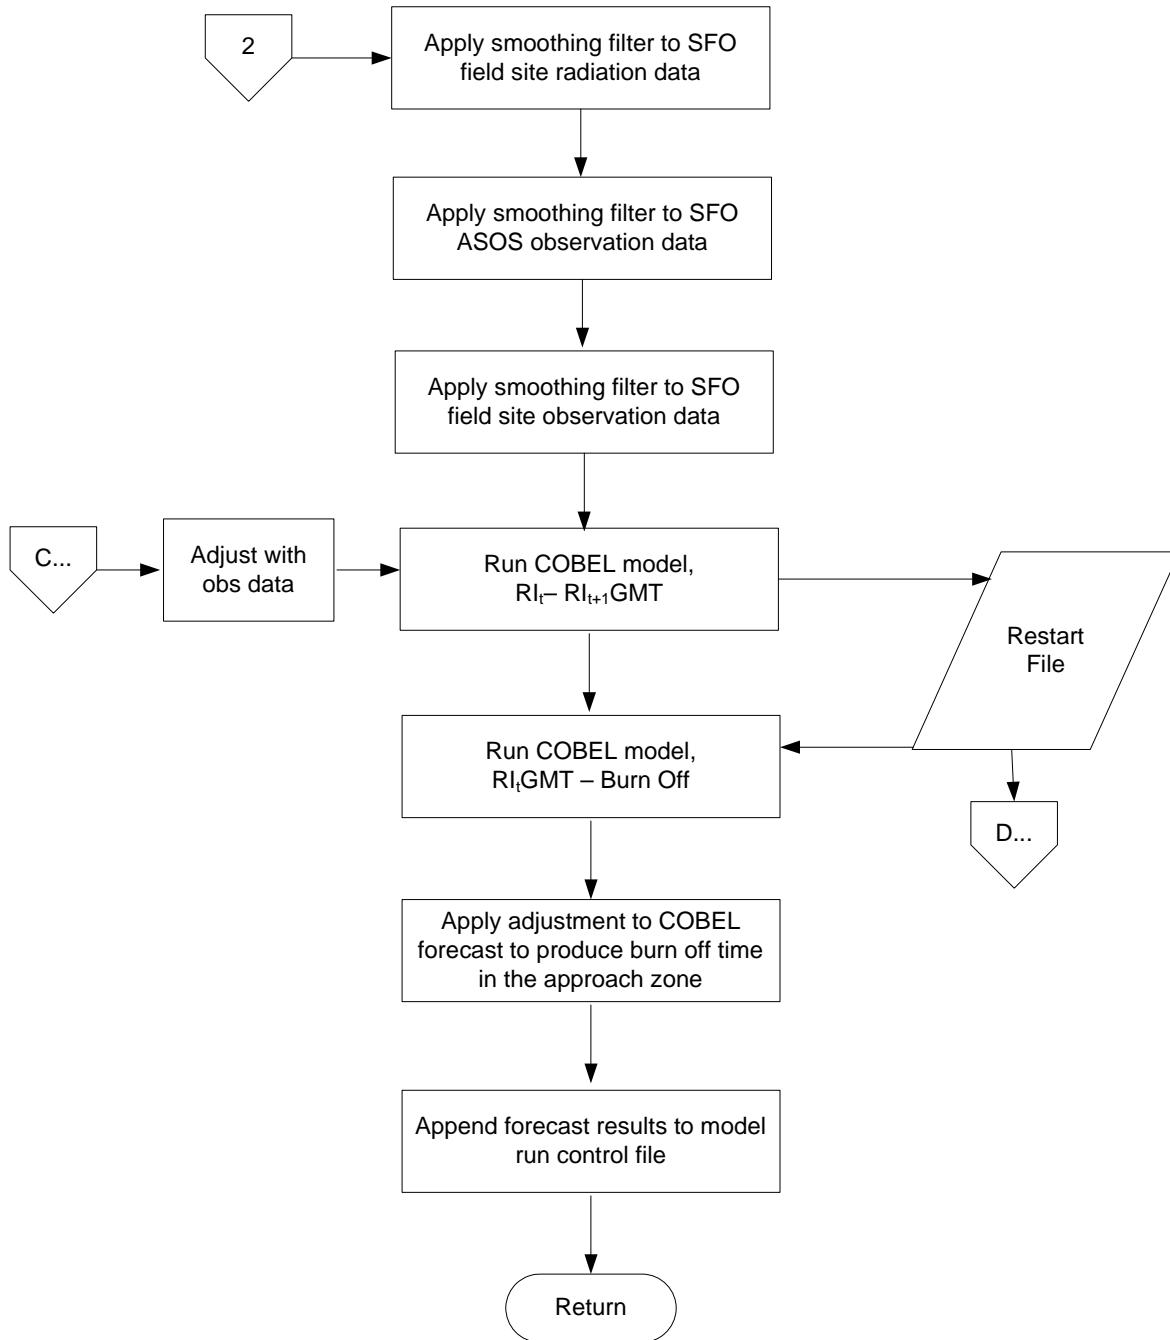 2
Apply smoothing filter to SFO
field site radiation data
Apply smoothing filter to SFO
ASOS observation data
Apply smoothing filter to SFO
field site observation data
C...
Adjust with
obs data
Run COBEL model,
RIₜ– RIₜ₊₁GMT
Restart
File
Run COBEL model,
RIₜGMT – Burn Off
D...
Apply adjustment to COBEL
forecast to produce burn off time
in the approach zone
Append forecast results to model
run control file
Return